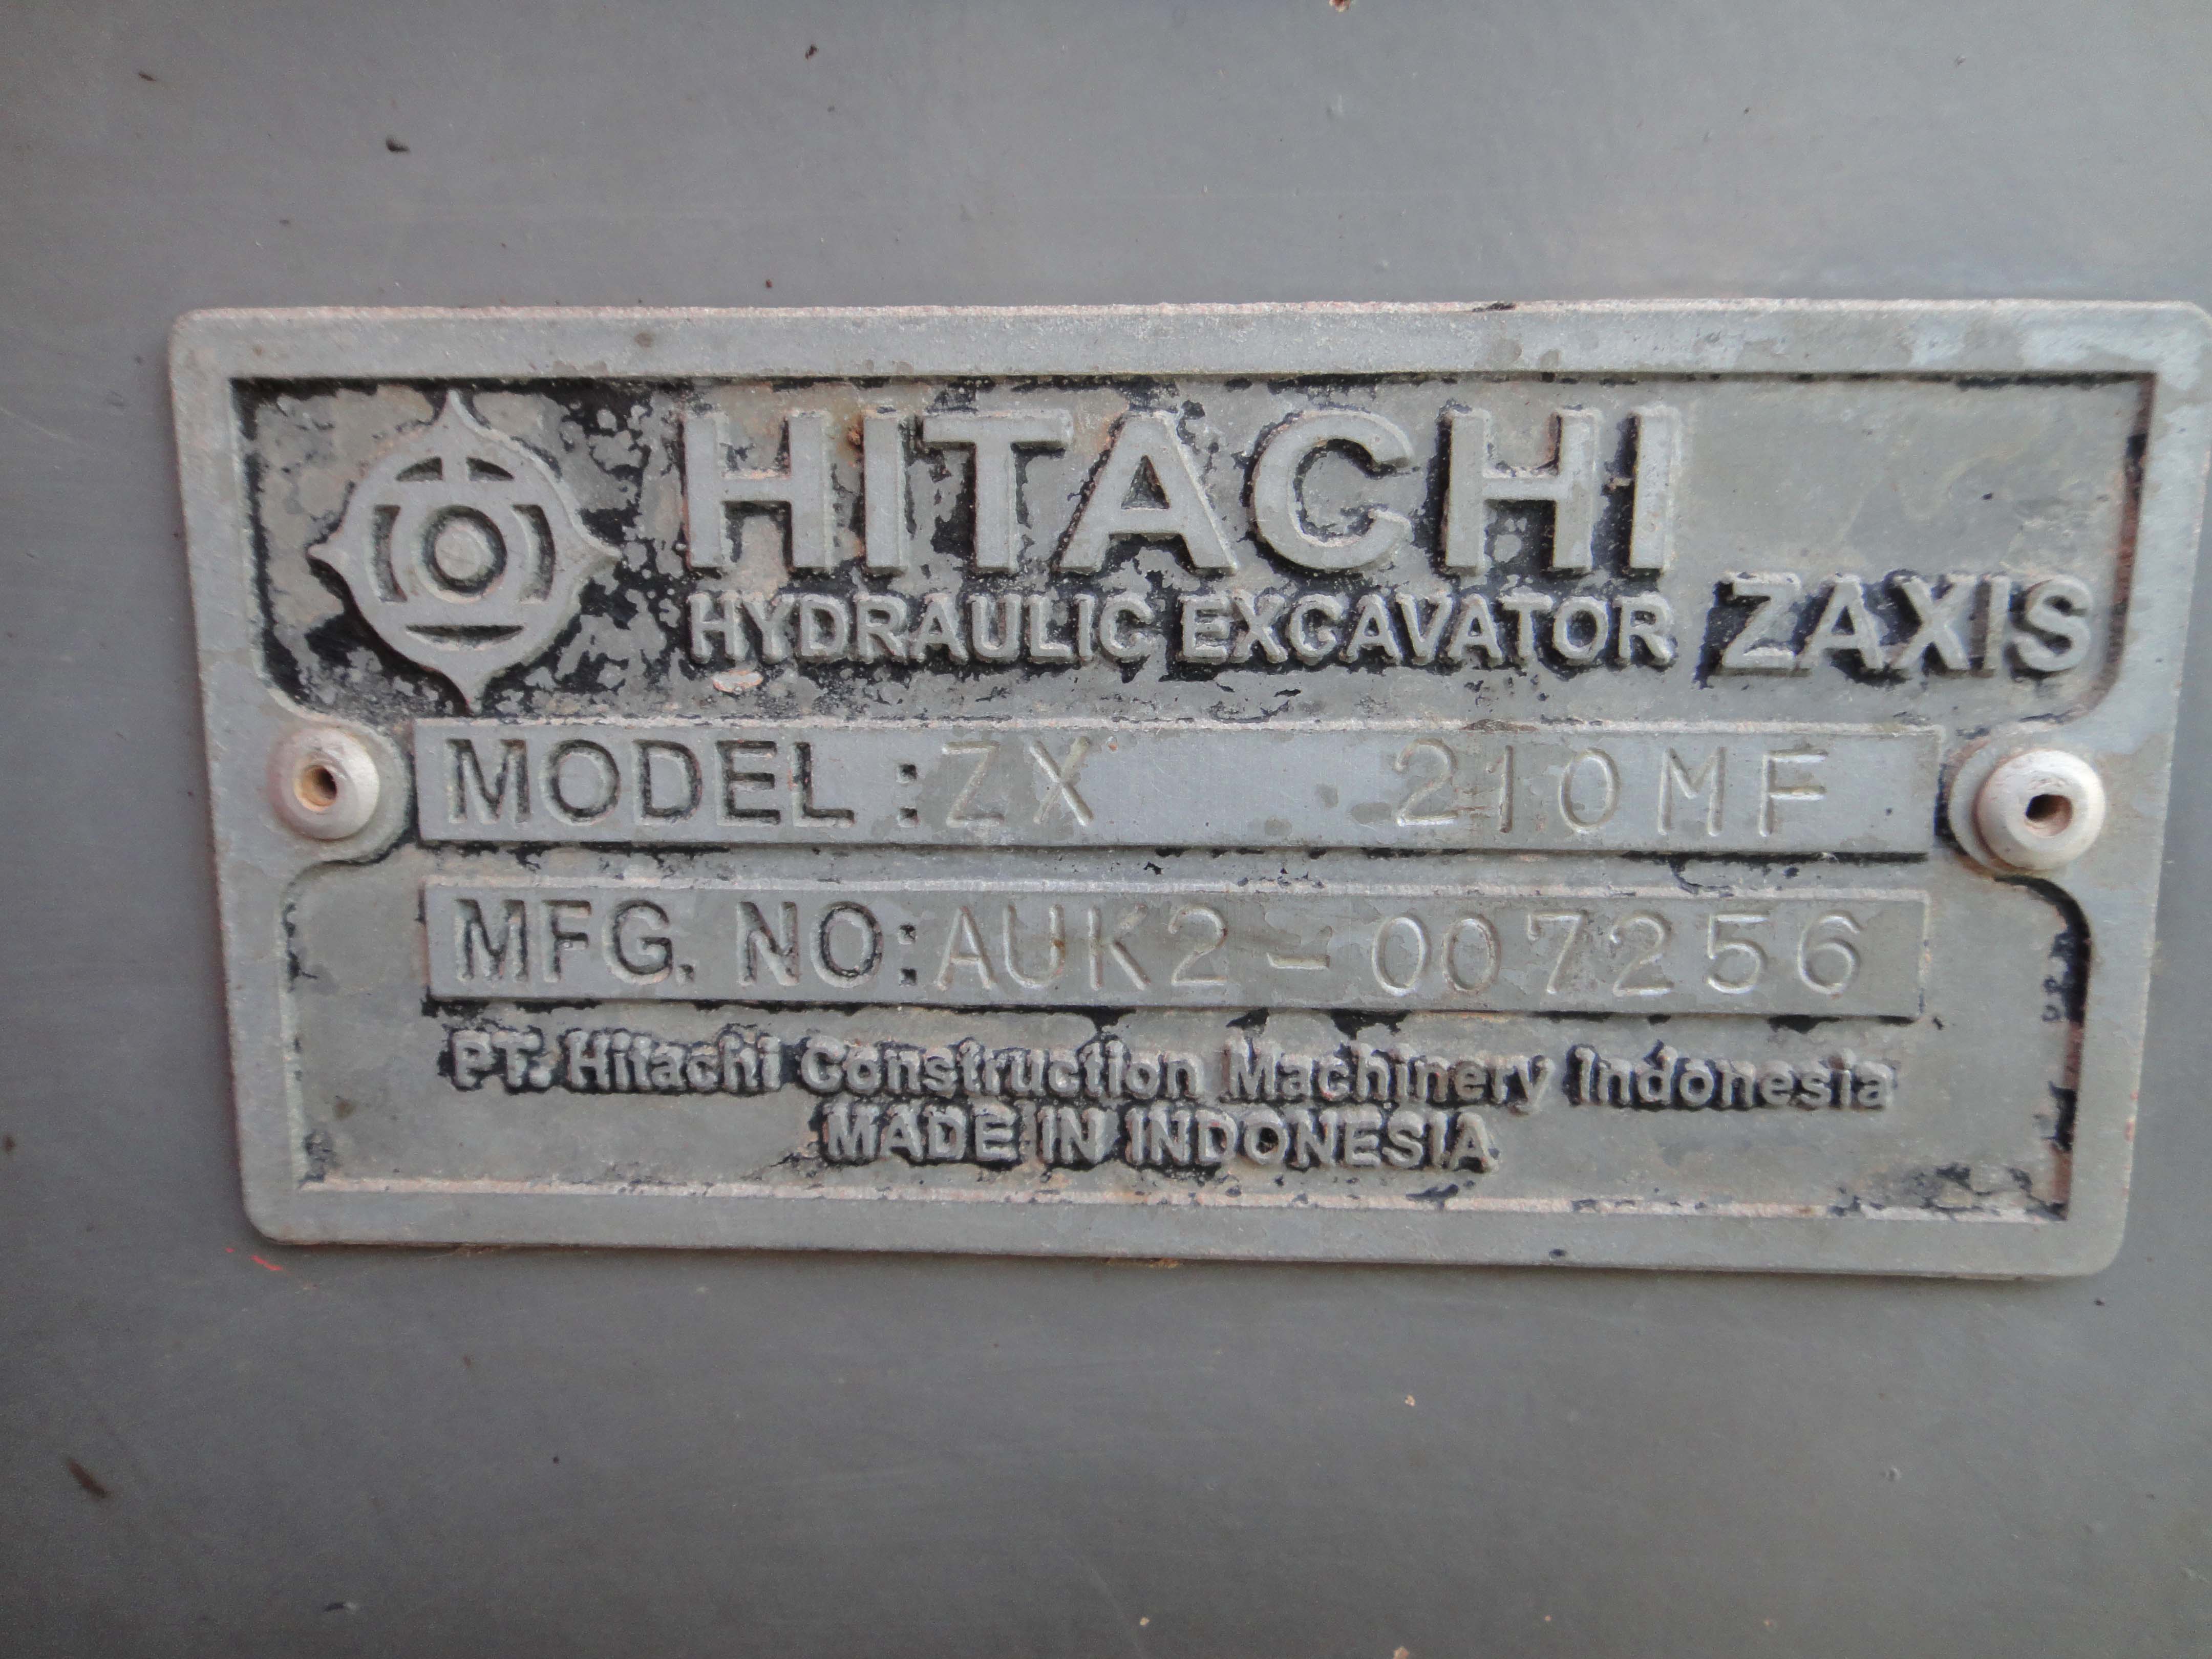 HITACHI
HYDRAULIC EXCAVATOR ZAXIS
MODEL : ZX 210MF
MFG. NO: AUK2-007256
PT. Hitachi Construction Machinery Indonesia
MADE IN INDONESIA